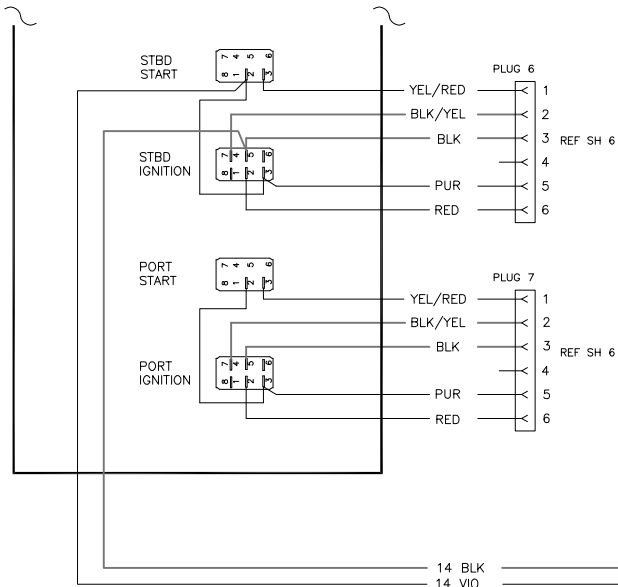 STBD
START
7 4 5 6
8 1 2 3
PLUG 6
YEL/RED 1
BLK/YEL 2
BLK 3 REF SH 6
4
STBD
IGNITION
7 4 5 6
8 1 2 3
PUR 5
RED 6
PORT
START
7 4 5 6
8 1 2 3
PLUG 7
YEL/RED 1
BLK/YEL 2
BLK 3 REF SH 6
4
PORT
IGNITION
7 4 5 6
8 1 2 3
PUR 5
RED 6
14 BLK
14 VIO